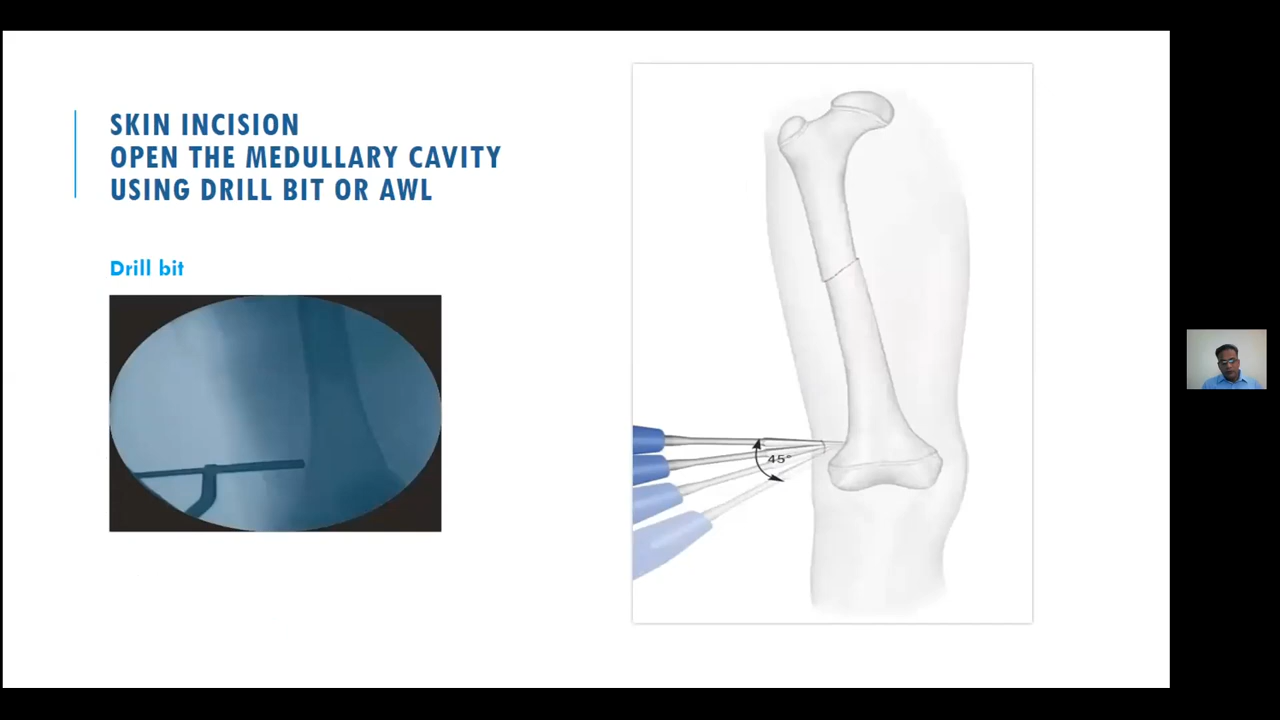 SKIN INCISION
OPEN THE MEDULLARY CAVITY
USING DRILL BIT OR AWL
Drill bit
45°